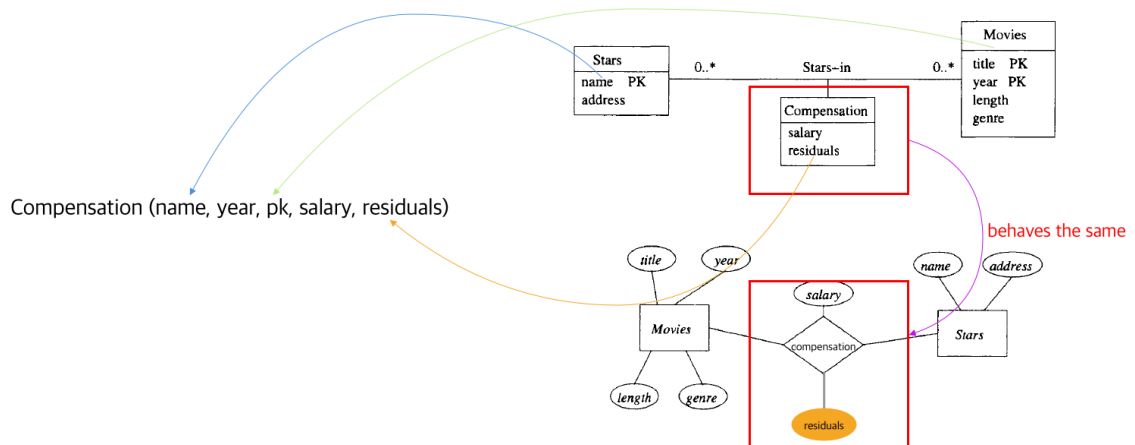 Stars
name PK
address
0..*
Stars-in
0..*
Movies
title PK
year PK
length
genre
Compensation
salary
residuals
Compensation (name, year, pk, salary, residuals)
behaves the same
title
year
Movies
length
genre
salary
compensation
residuals
name
address
Stars